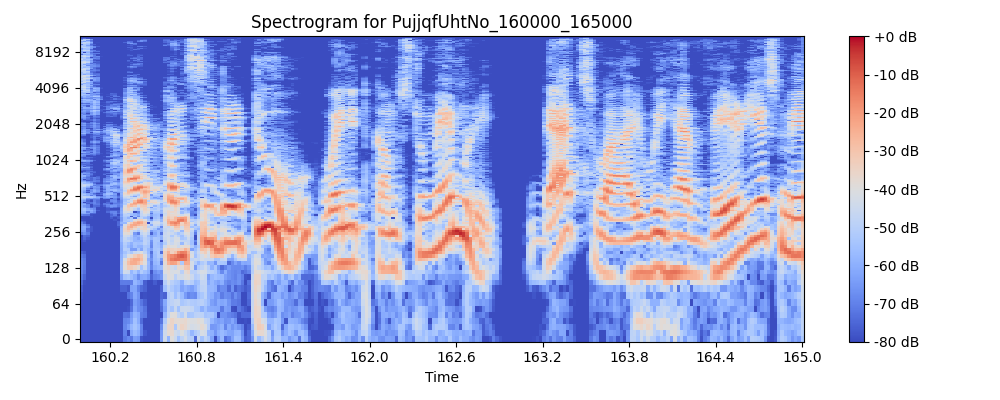 Spectrogram for PujjqfUhtNo_160000_165000
8192
4096
2048
1024
512
256
128
64
0
Hz
160.2 160.8 161.4 162.0 162.6 163.2 163.8 164.4 165.0
Time
+0 dB
-10 dB
-20 dB
-30 dB
-40 dB
-50 dB
-60 dB
-70 dB
-80 dB